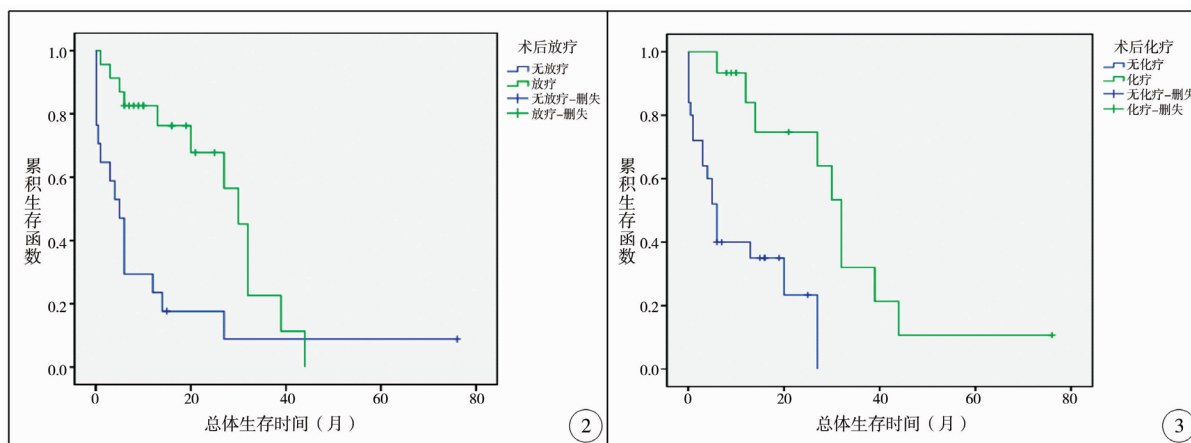 术后放疗
无放疗
放疗
无放疗-删失
放疗-删失
累积生存函数
1.0
0.8
0.6
0.4
0.2
0.0
0 20 40 60 80
总体生存时间（月）
2
术后化疗
无化疗
化疗
无化疗-删失
化疗-删失
累积生存函数
1.0
0.8
0.6
0.4
0.2
0.0
0 20 40 60 80
总体生存时间（月）
3